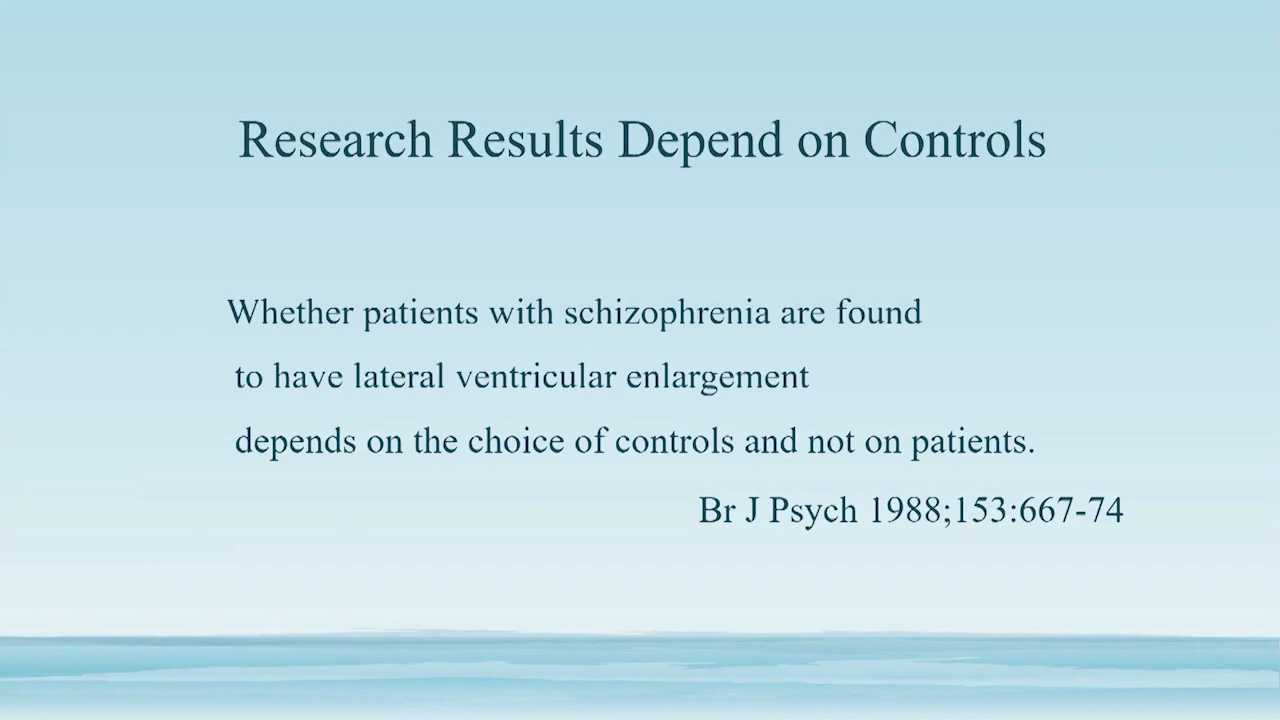 Research Results Depend on Controls
Whether patients with schizophrenia are found
to have lateral ventricular enlargement
depends on the choice of controls and not on patients.
Br J Psych 1988;153:667-74